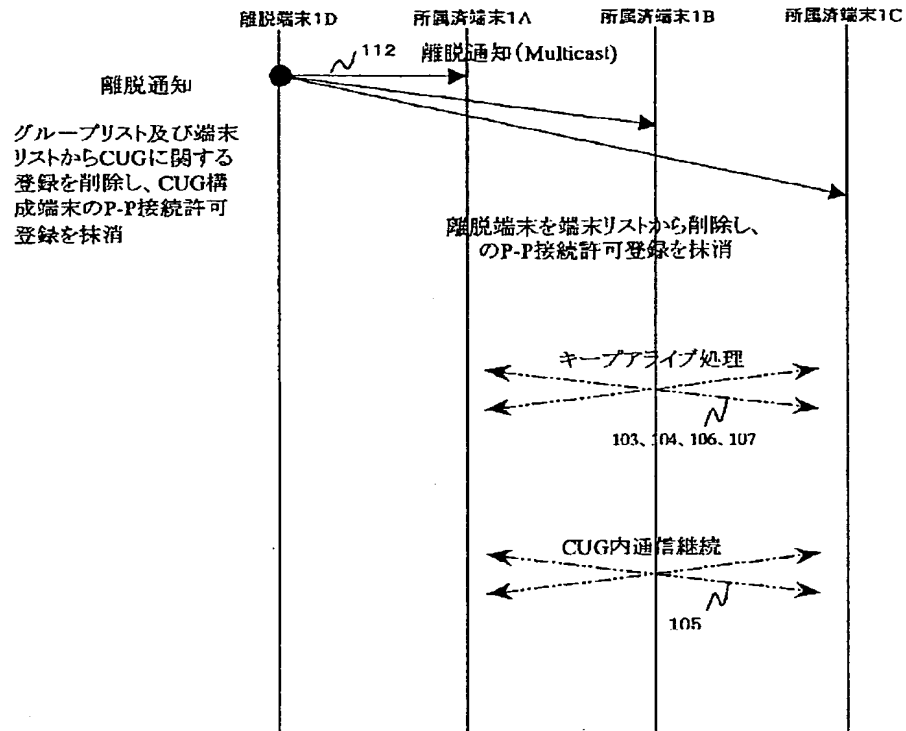 離脱端末1D
所属済端末1A
所属済端末1B
所属済端末1C
112
離脱通知(Multicast)
離脱通知
グループリスト及び端末
リストからCUGに関する
登録を削除し、CUG構
成端末のP-P接続許可
登録を抹消
離脱端末を端末リストから削除し、
のP-P接続許可登録を抹消
キープアライブ処理
103、104、106、107
CUG内通信継続
105